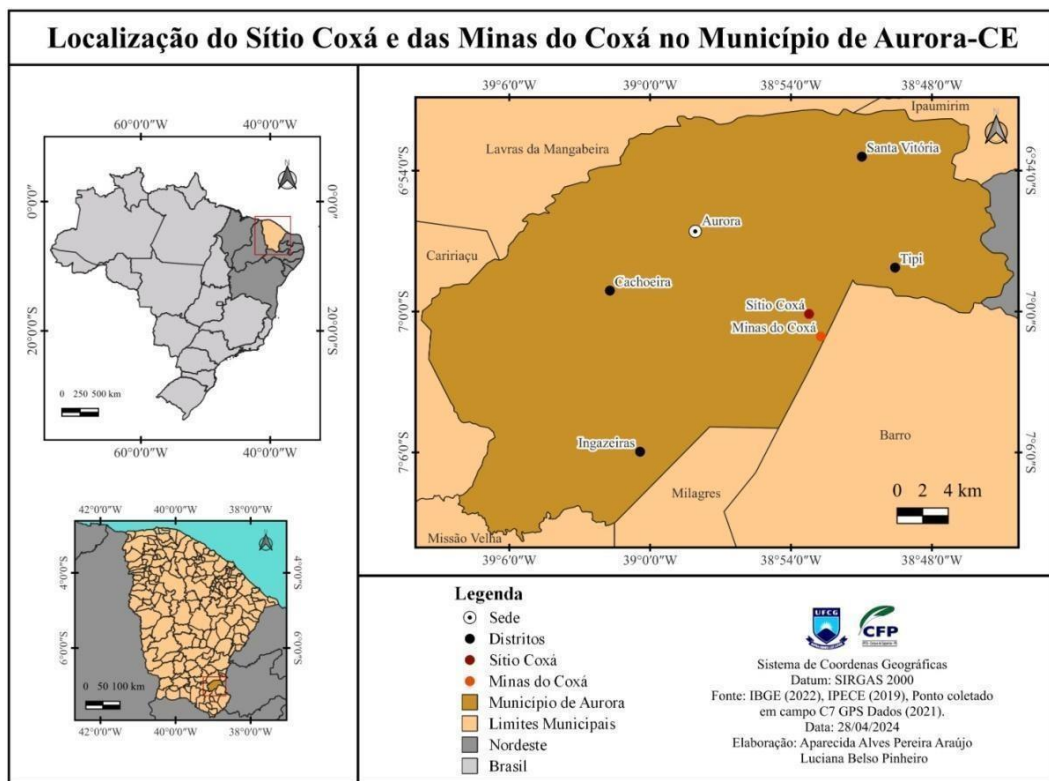 Localização do Sítio Coxá e das Minas do Coxá no Município de Aurora-CE
60°0'0"W 40°0'0"W
N
0°0'0" 0°0'0"
20°0'0"S 20°0'0"S
0 250 500 km
60°0'0"W 40°0'0"W
42°0'0"W 40°0'0"W 38°0'0"W
N
4°0'0"S 4°0'0"S
6°0'0"S 6°0'0"S
0 50 100 km
42°0'0"W 40°0'0"W 38°0'0"W
39°6'0"W 39°0'0"W 38°54'0"W 38°48'0"W
Ipaumirim
N
Lavras da Mangabeira
Santa Vitória
6°54'0"S 6°54'0"S
Aurora
Caririaçu
Tipi
Cachoeira
Sítio Coxá
7°0'0"S 7°0'0"S
Minas do Coxá
Barro
Ingazeiras
7°6'0"S 7°6'0"S
Milagres
0 2 4 km
Missão Velha
39°6'0"W 39°0'0"W 38°54'0"W 38°48'0"W
Legenda
Sede
Distritos
Sítio Coxá
Minas do Coxá
Município de Aurora
Limites Municipais
Nordeste
Brasil
UFCG
CFP
Sistema de Coordenas Geográficas
Datum: SIRGAS 2000
Fonte: IBGE (2022), IPECE (2019), Ponto coletado
em campo C7 GPS Dados (2021).
Data: 28/04/2024
Elaboração: Aparecida Alves Pereira Araújo
Luciana Belso Pinheiro